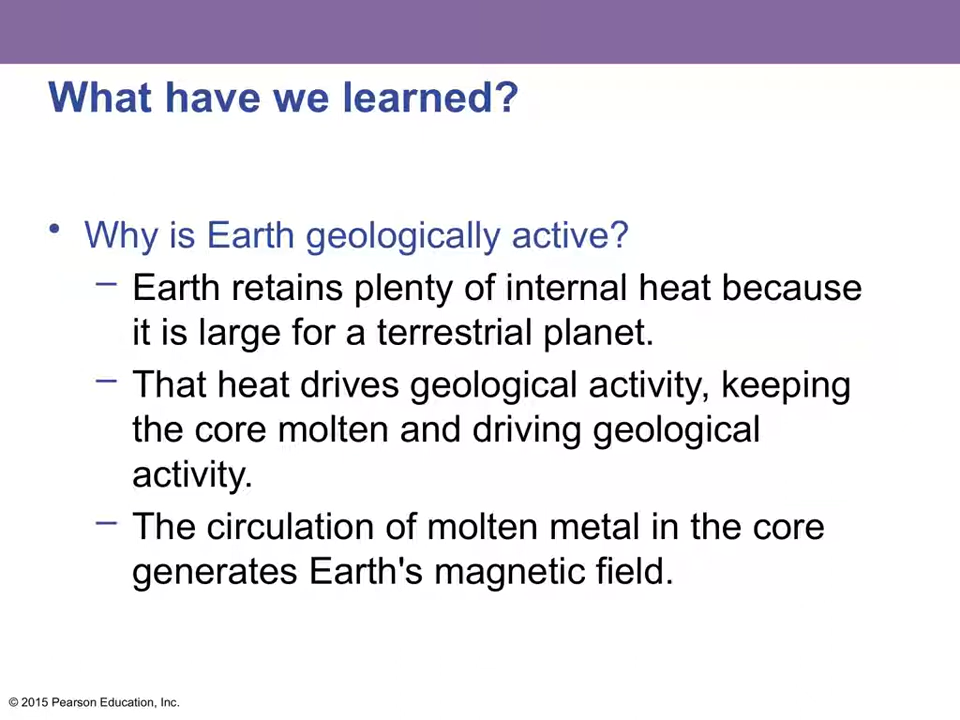 What have we learned?
• Why is Earth geologically active?
– Earth retains plenty of internal heat because
it is large for a terrestrial planet.
– That heat drives geological activity, keeping
the core molten and driving geological
activity.
– The circulation of molten metal in the core
generates Earth's magnetic field.
© 2015 Pearson Education, Inc.